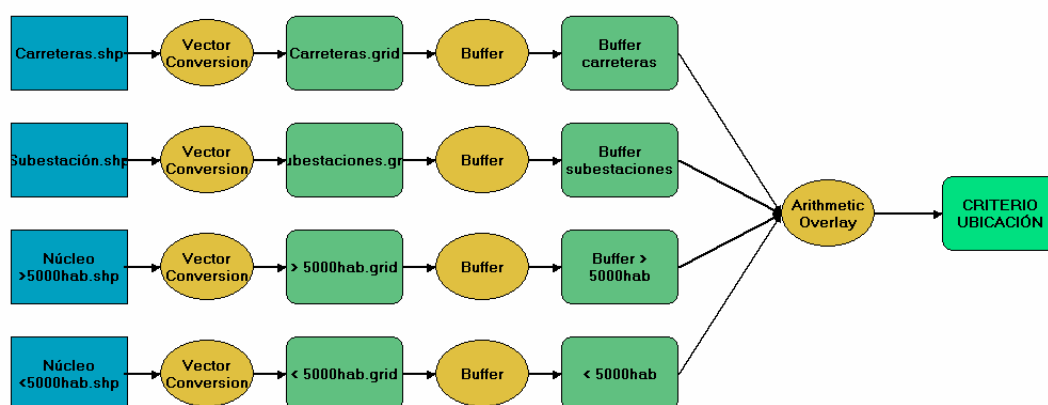 Carreteras.shp
Vector
Conversion
Carreteras.grid
Buffer
Buffer
carreteras
Subestación.shp
Vector
Conversion
ubestaciones.gr
Buffer
Buffer
subestaciones
Arithmetic
Overlay
CRITERIO
UBICACIÓN
Núcleo
>5000hab.shp
Vector
Conversion
> 5000hab.grid
Buffer
Buffer >
5000hab
Núcleo
<5000hab.shp
Vector
Conversion
< 5000hab.grid
Buffer
< 5000hab